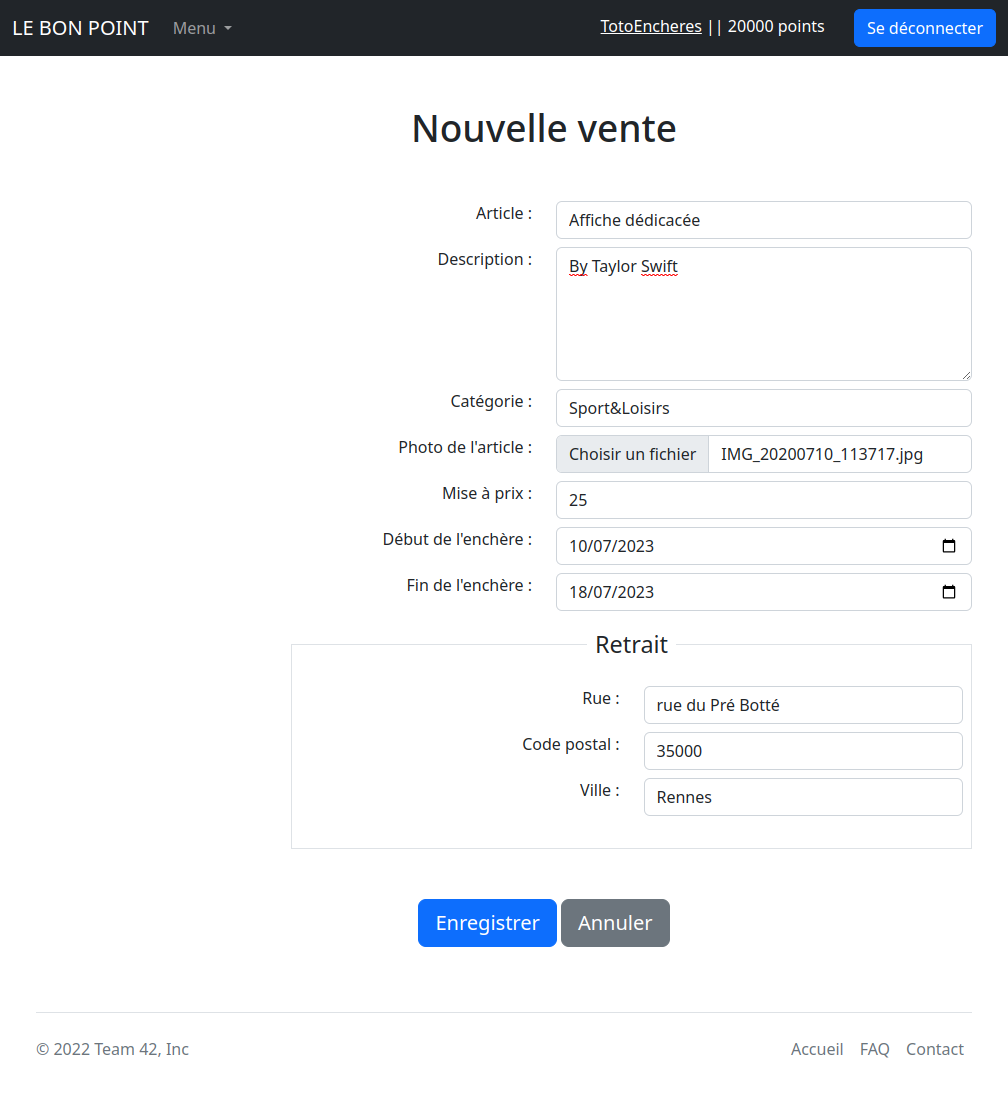 LE BON POINT Menu TotoEncheres || 20000 points Se déconnecter
Nouvelle vente
Article : Affiche dédicacée
Description : By Taylor Swift
Catégorie : Sport&Loisirs
Photo de l'article : Choisir un fichier IMG_20200710_113717.jpg
Mise à prix : 25
Début de l'enchère : 10/07/2023
Fin de l'enchère : 18/07/2023
Retrait
Rue : rue du Pré Botté
Code postal : 35000
Ville : Rennes
Enregistrer Annuler
© 2022 Team 42, Inc Accueil FAQ Contact